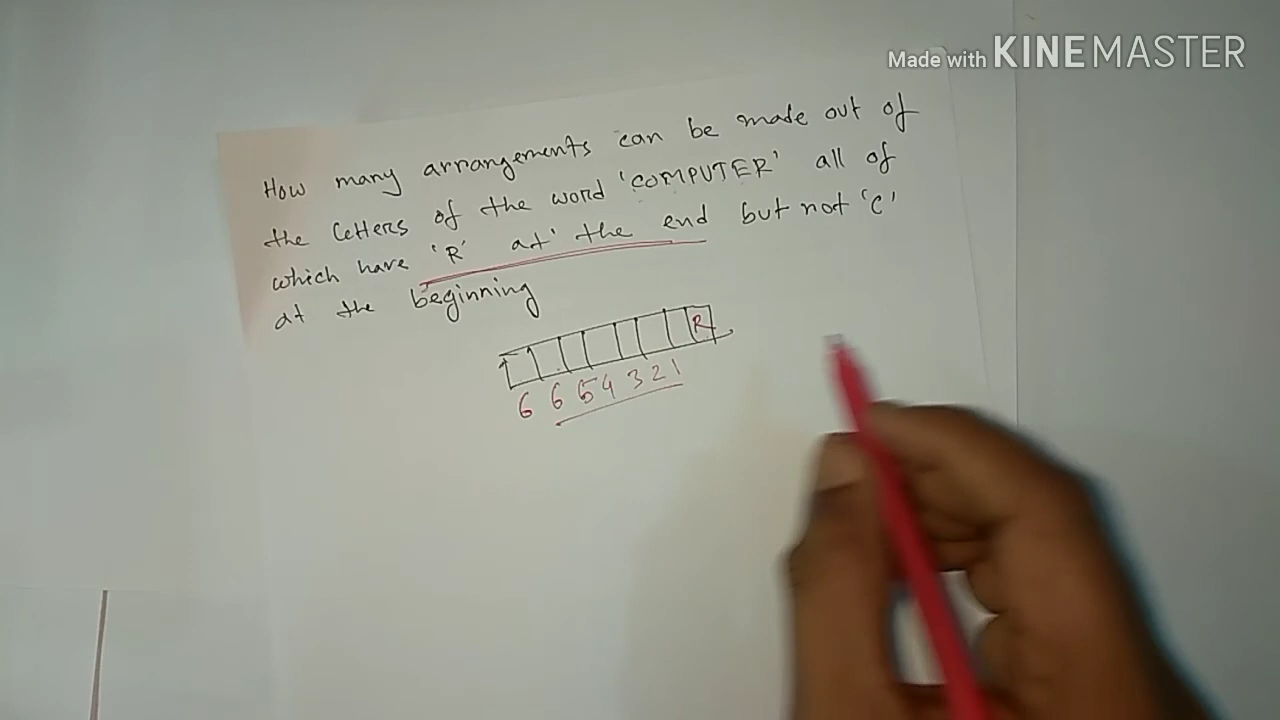 Made with KINEMASTER
How many arrangements can be made out of
the letters of the word 'COMPUTER' all of
which have 'R' at the end but not 'C'
at the beginning
R
6 6 5 4 3 2 1